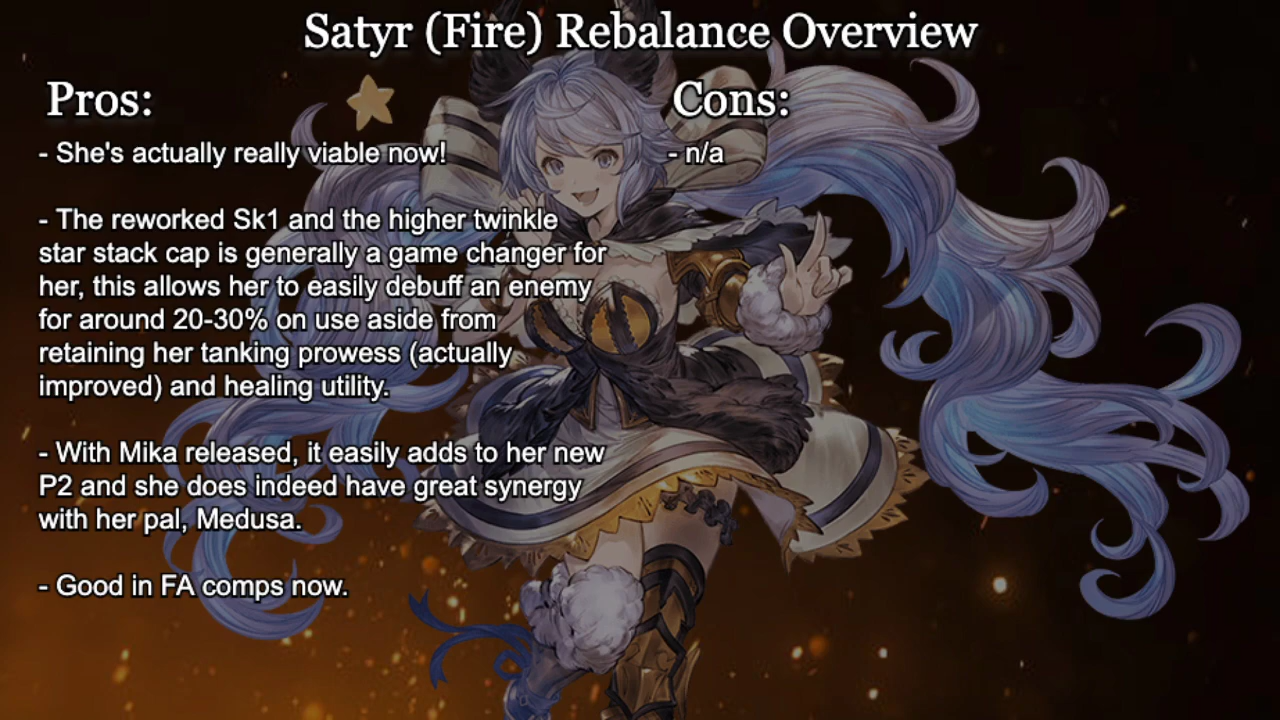 Satyr (Fire) Rebalance Overview
Pros:
- She's actually really viable now!
- The reworked Sk1 and the higher twinkle
star stack cap is generally a game changer for
her, this allows her to easily debuff an enemy
for around 20-30% on use aside from
retaining her tanking prowess (actually
improved) and healing utility.
- With Mika released, it easily adds to her new
P2 and she does indeed have great synergy
with her pal, Medusa.
- Good in FA comps now.
Cons:
- n/a